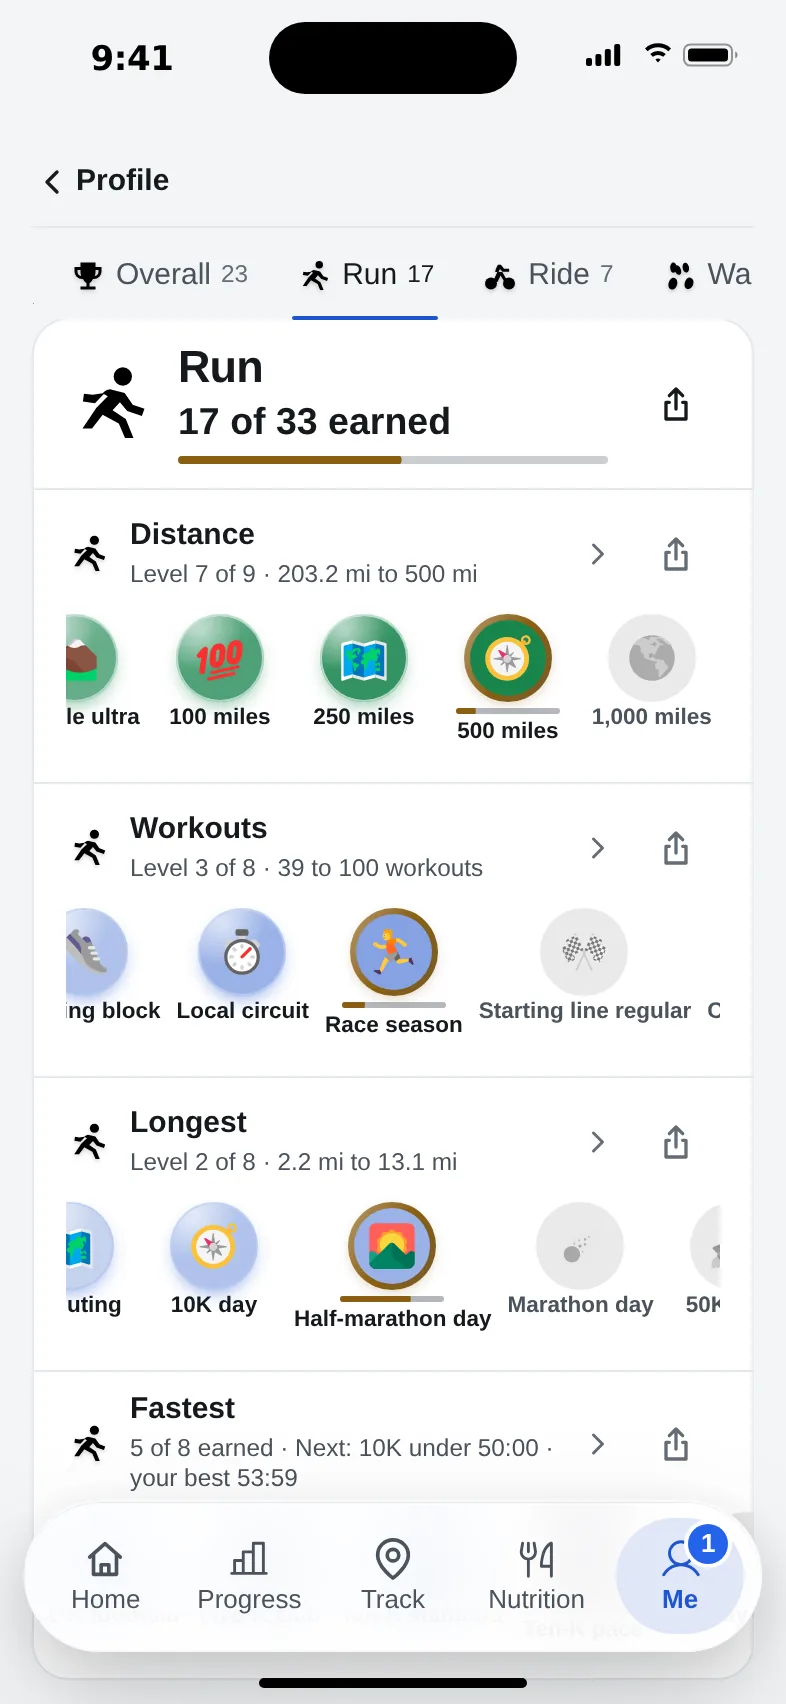 9:41
Profile
Overall 23
Run 17
Ride 7
Wa
Run
17 of 33 earned
Distance
Level 7 of 9 · 203.2 mi to 500 mi
le ultra
100 miles
250 miles
500 miles
1,000 miles
Workouts
Level 3 of 8 · 39 to 100 workouts
ing block
Local circuit
Race season
Starting line regular
Longest
Level 2 of 8 · 2.2 mi to 13.1 mi
uting
10K day
Half-marathon day
Marathon day
50K
Fastest
5 of 8 earned · Next: 10K under 50:00 ·
your best 53:59
Home
Progress
Track
Nutrition
Me
1
Ten-K pace